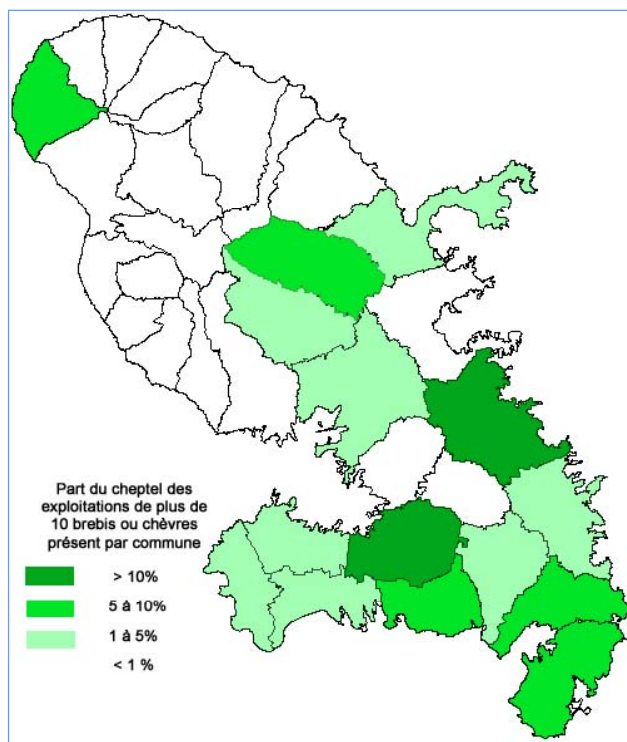 Part du cheptel des
exploitations de plus de
10 brebis ou chèvres
présent par commune
> 10%
5 à 10%
1 à 5%
< 1 %